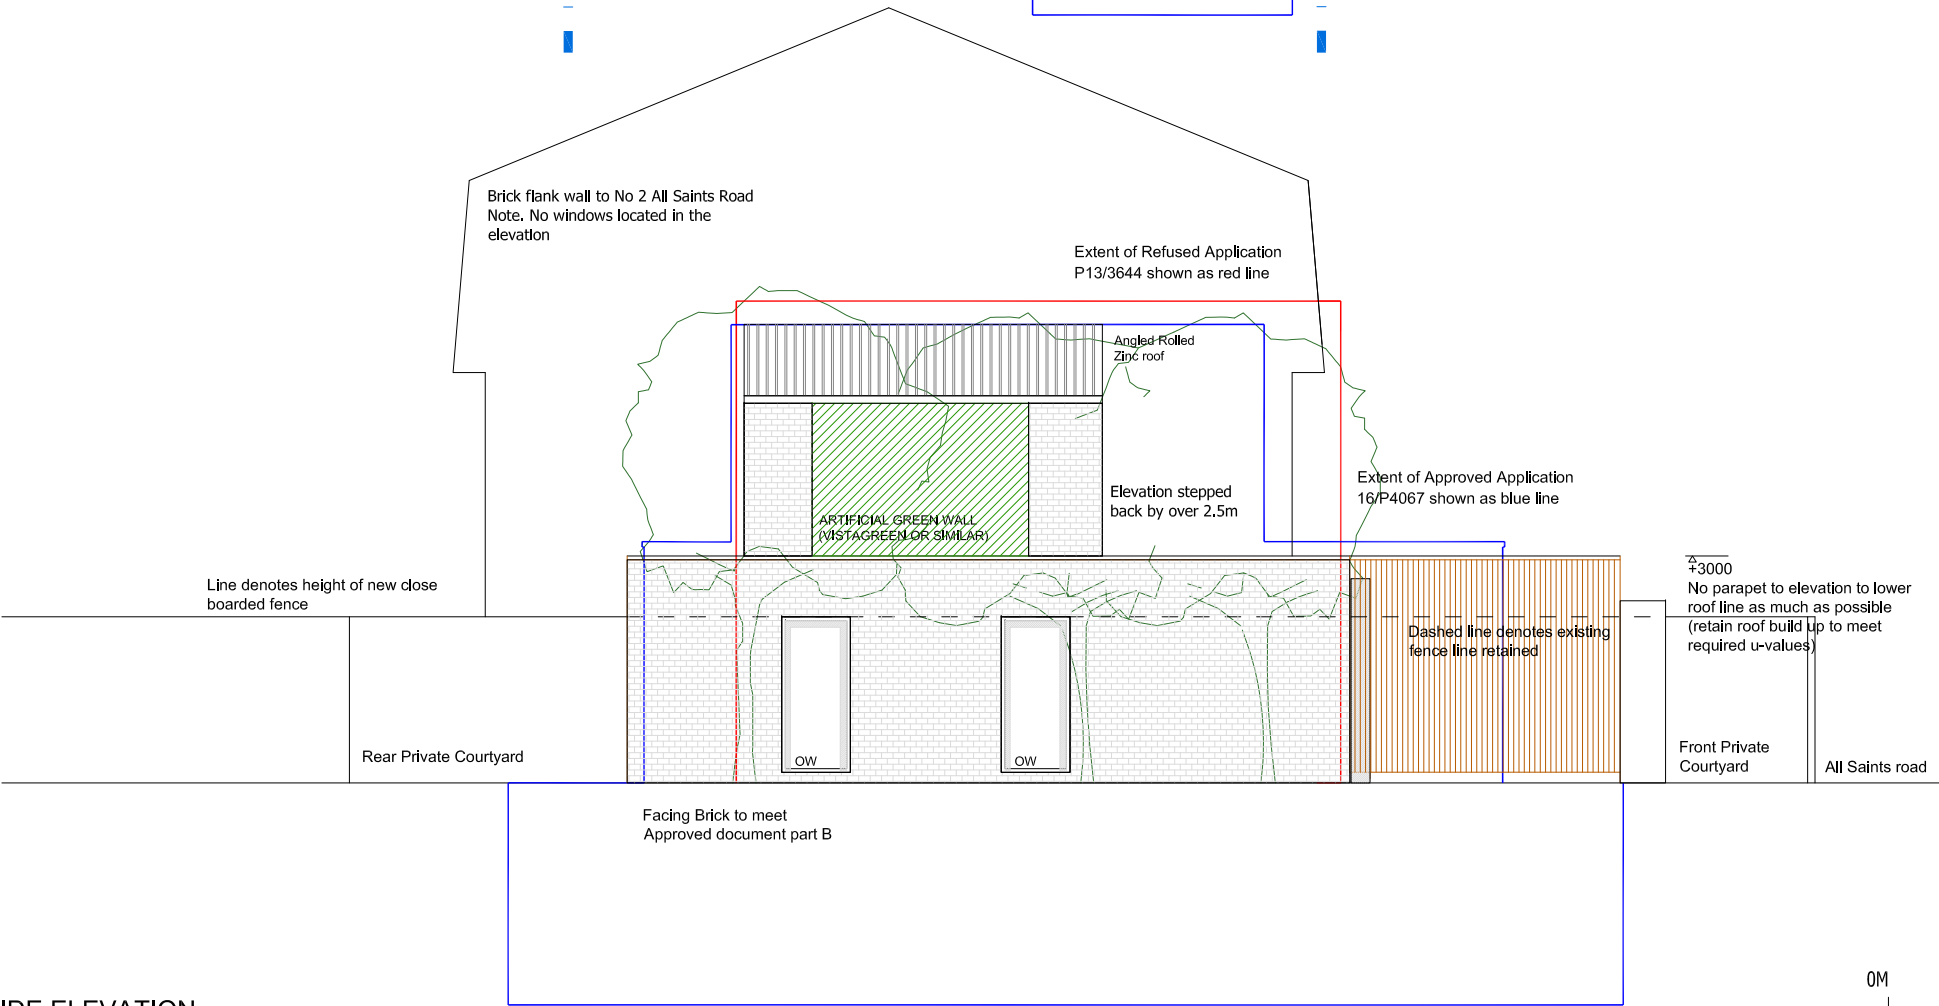 Brick flank wall to No 2 All Saints Road
Note. No windows located in the
elevation
Extent of Refused Application
P13/3644 shown as red line
Angled Rolled
Zinc roof
Extent of Approved Application
16/P4067 shown as blue line
Elevation stepped
back by over 2.5m
ARTIFICIAL GREEN WALL
(VISTAGREEN OR SIMILAR)
Line denotes height of new close
boarded fence
+3000
No parapet to elevation to lower
roof line as much as possible
(retain roof build up to meet
required u-values)
Dashed line denotes existing
fence line retained
Rear Private Courtyard
OW
OW
Front Private
Courtyard
All Saints road
Facing Brick to meet
Approved document part B
0M
ELEVATION